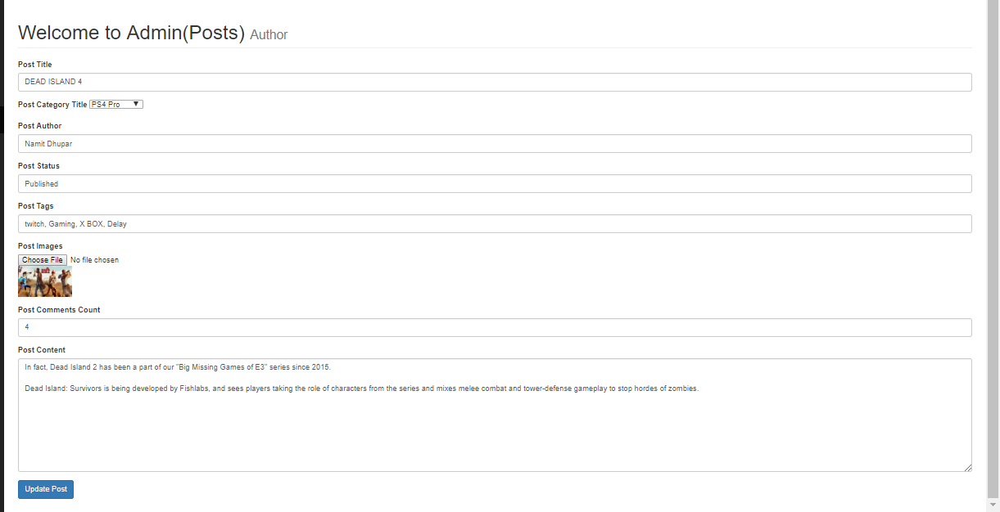 Welcome to Admin(Posts) Author
Post Title
DEAD ISLAND 4
Post Category Title PS4 Pro
Post Author
Namit Dhupar
Post Status
Published
Post Tags
twitch, Gaming, X BOX, Delay
Post Images
Choose File No file chosen
Post Comments Count
4
Post Content
In fact, Dead Island 2 has been a part of our "Big Missing Games of E3" series since 2015.
Dead Island: Survivors is being developed by Fishlabs, and sees players taking the role of characters from the series and mixes melee combat and tower-defense gameplay to stop hordes of zombies.
Update Post